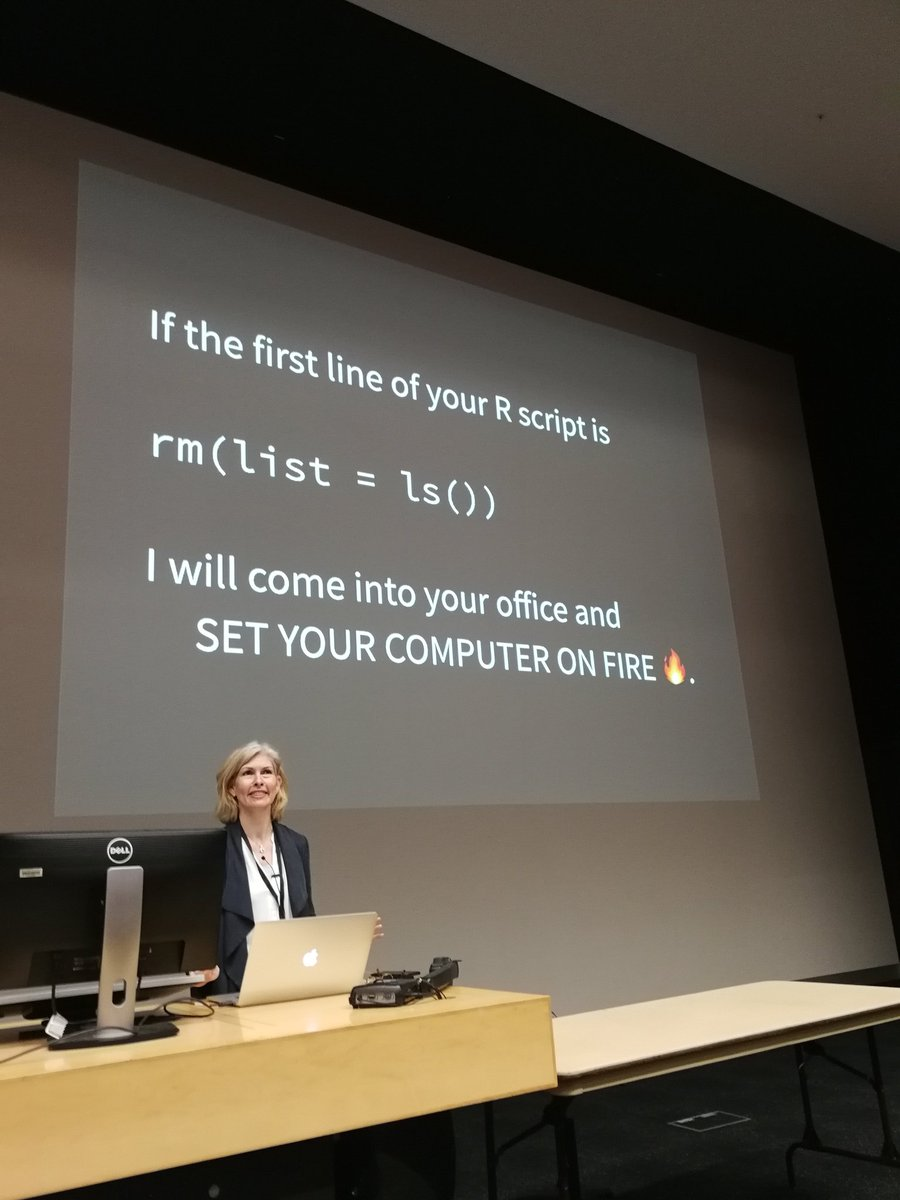 If the first line of your R script is
rm(list = ls())
I will come into your office and
SET YOUR COMPUTER ON FIRE 🔥.
DELL